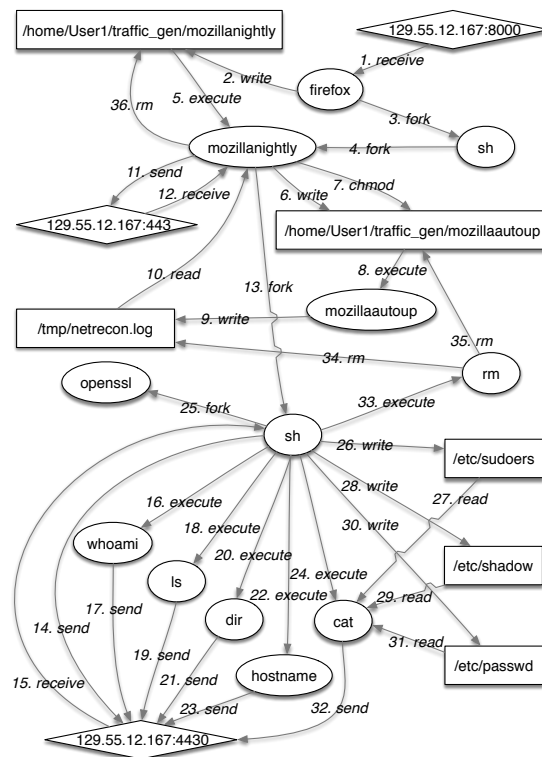 /home/User1/traffic_gen/mozillanightly
129.55.12.167:8000
1. receive
2. write
firefox
5. execute
36. rm
3. fork
mozillanightly
4. fork
sh
11. send
12. receive
6. write
7. chmod
129.55.12.167:443
/home/User1/traffic_gen/mozillaautoup
8. execute
10. read
13. fork
mozillaautoup
9. write
/tmp/netrecon.log
35. rm
34. rm
openssl
rm
25. fork
33. execute
sh
26. write
/etc/sudoers
28. write
27. read
16. execute
30. write
18. execute
whoami
20. execute
/etc/shadow
ls
24. execute
22. execute
29. read
17. send
dir
cat
14. send
31. read
19. send
hostname
/etc/passwd
15. receive
21. send
23. send
32. send
129.55.12.167:4430